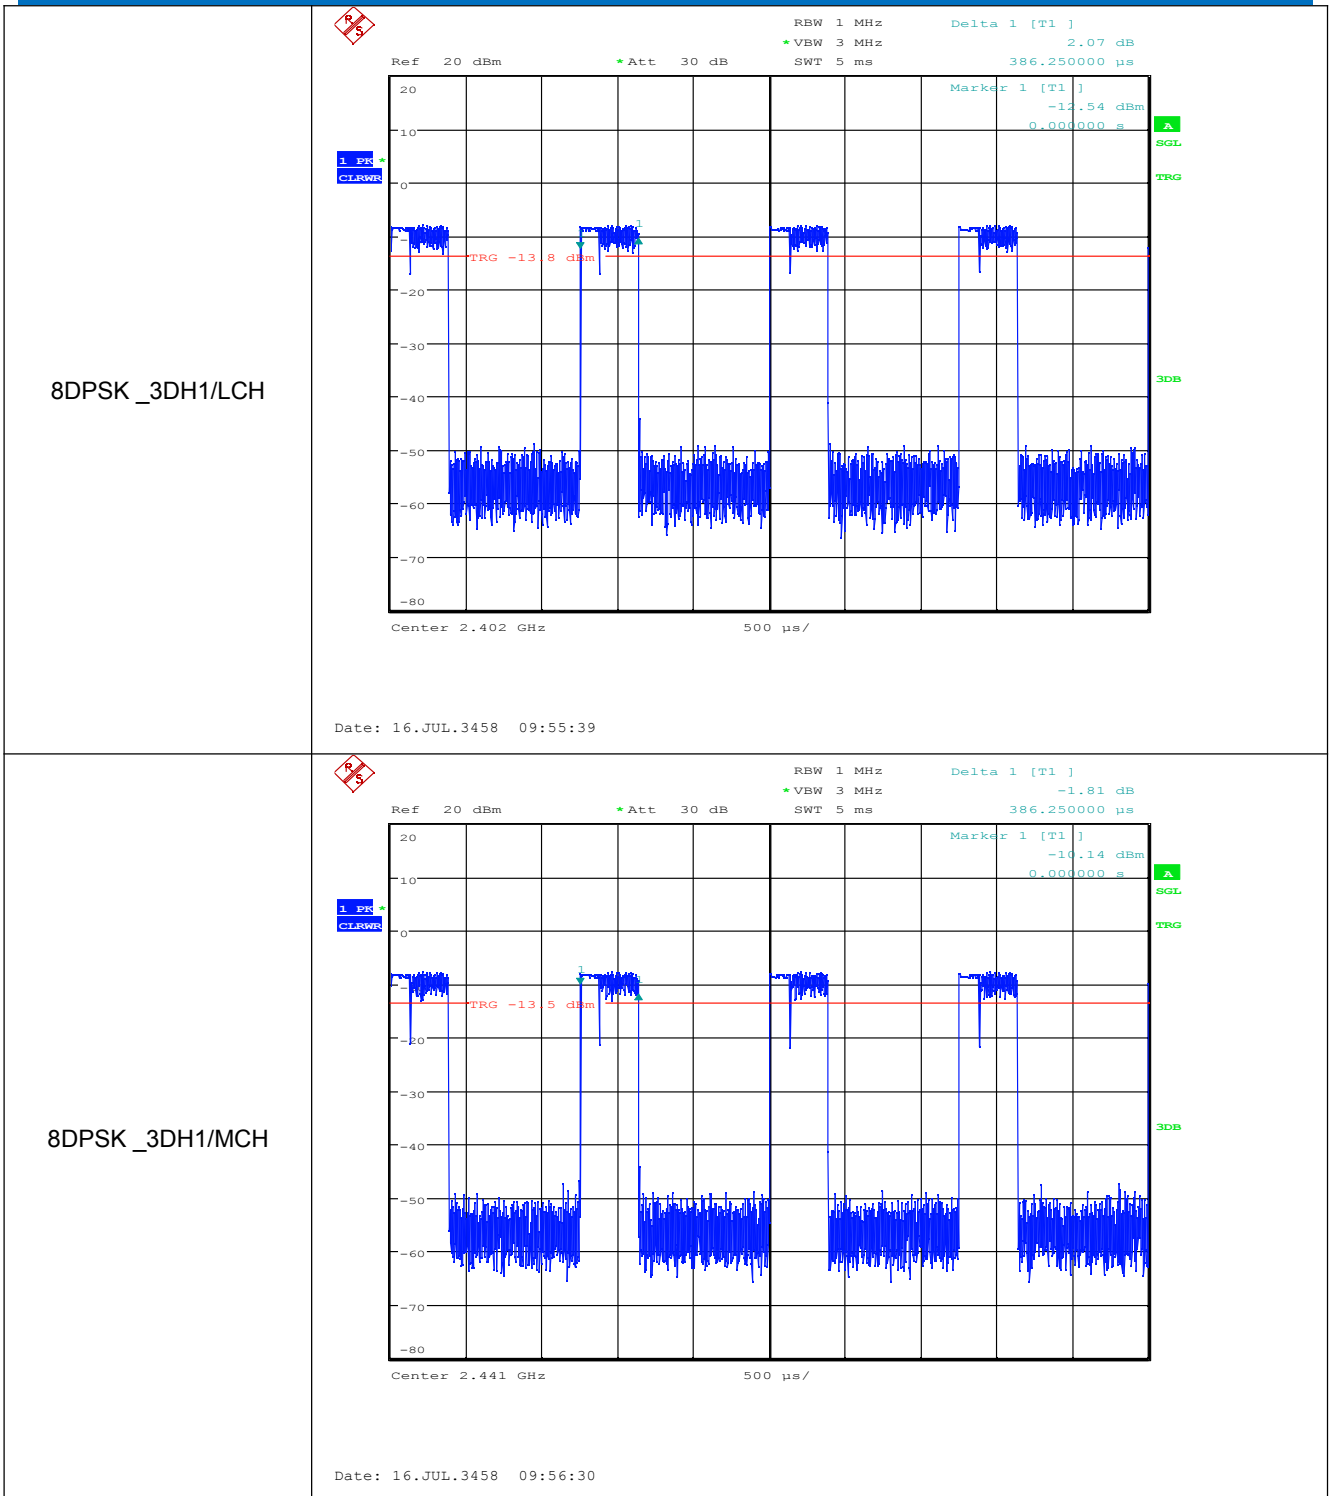 8DPSK _3DH1/LCH
R S
RBW 1 MHz Delta 1 [T1 ]
*VBW 3 MHz 2.07 dB
Ref 20 dBm *Att 30 dB SWT 5 ms 386.250000 µs
20 Marker 1 [T1 ]
-12.54 dBm
10 0.000000 s A
SGL
1 PK *
CLRWR TRG
0
1
TRG -13.8 dBm
-20
-30
3DB
-40
-50
-60
-70
-80
Center 2.402 GHz 500 µs/
Date: 16.JUL.3458 09:55:39
8DPSK _3DH1/MCH
R S
RBW 1 MHz Delta 1 [T1 ]
*VBW 3 MHz -1.81 dB
Ref 20 dBm *Att 30 dB SWT 5 ms 386.250000 µs
20 Marker 1 [T1 ]
-10.14 dBm
10 0.000000 s A
SGL
1 PK *
CLRWR TRG
0
1
1
TRG -13.5 dBm
-20
-30
3DB
-40
-50
-60
-70
-80
Center 2.441 GHz 500 µs/
Date: 16.JUL.3458 09:56:30